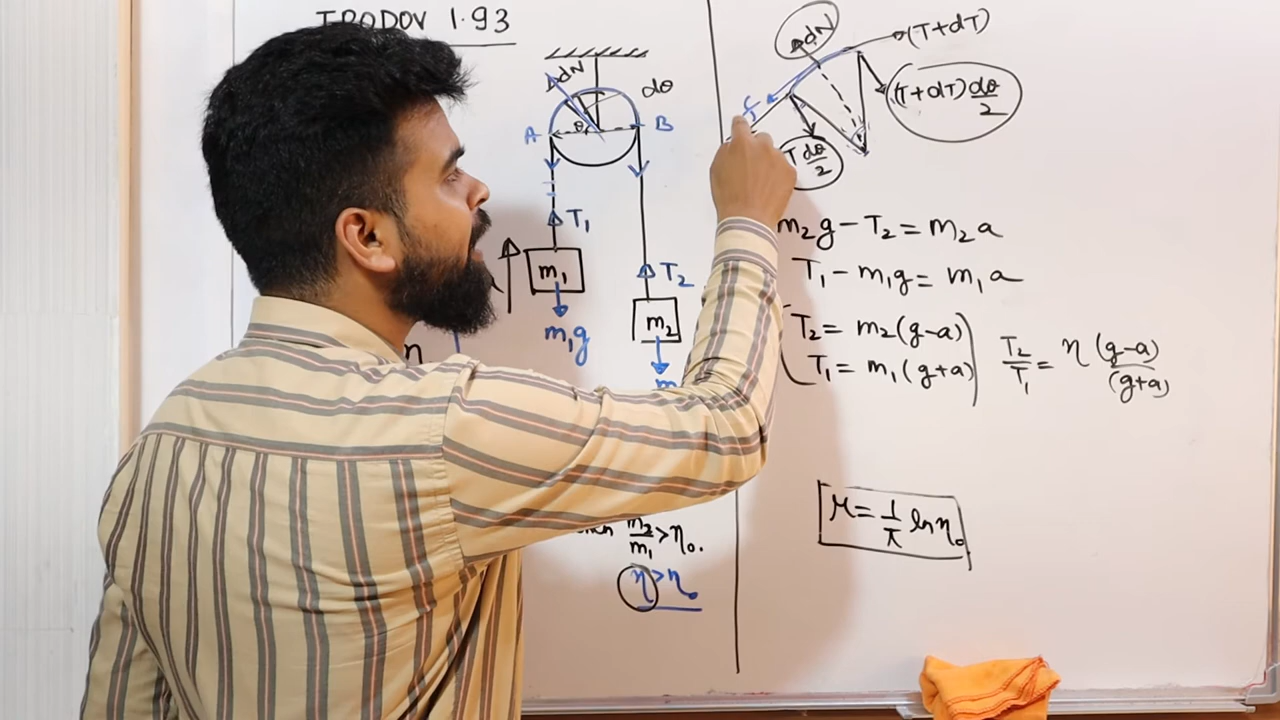 IRODOV 1.93
dN
dθ
θ
A
B
T₁
m₁
m₁g
T₂
m₂
n
m₂/m₁ > η₀.
η > η₀
dN
(T+dT)
(T+dT) dθ/2
T dθ/2
m₂g − T₂ = m₂a
T₁ − m₁g = m₁a
T₂ = m₂(g−a)
T₁ = m₁(g+a)
T₂/T₁ = η (g−a)/(g+a)
μ = 1/π ln η₀